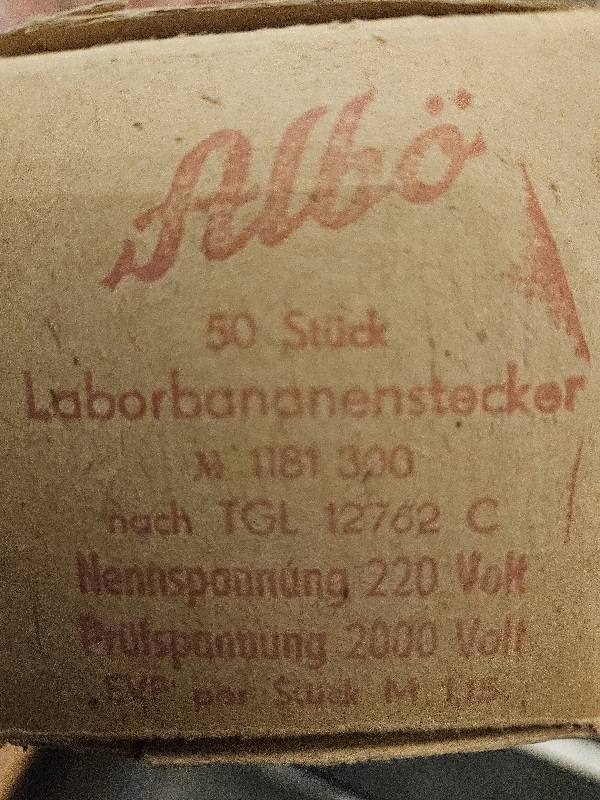 Albö
50 Stück
Laborbananenstecker
№ 1181 300
nach TGL 12762 C
Nennspannung 220 Volt
Prüfspannung 2000 Volt
EVP per Stück M 1,15